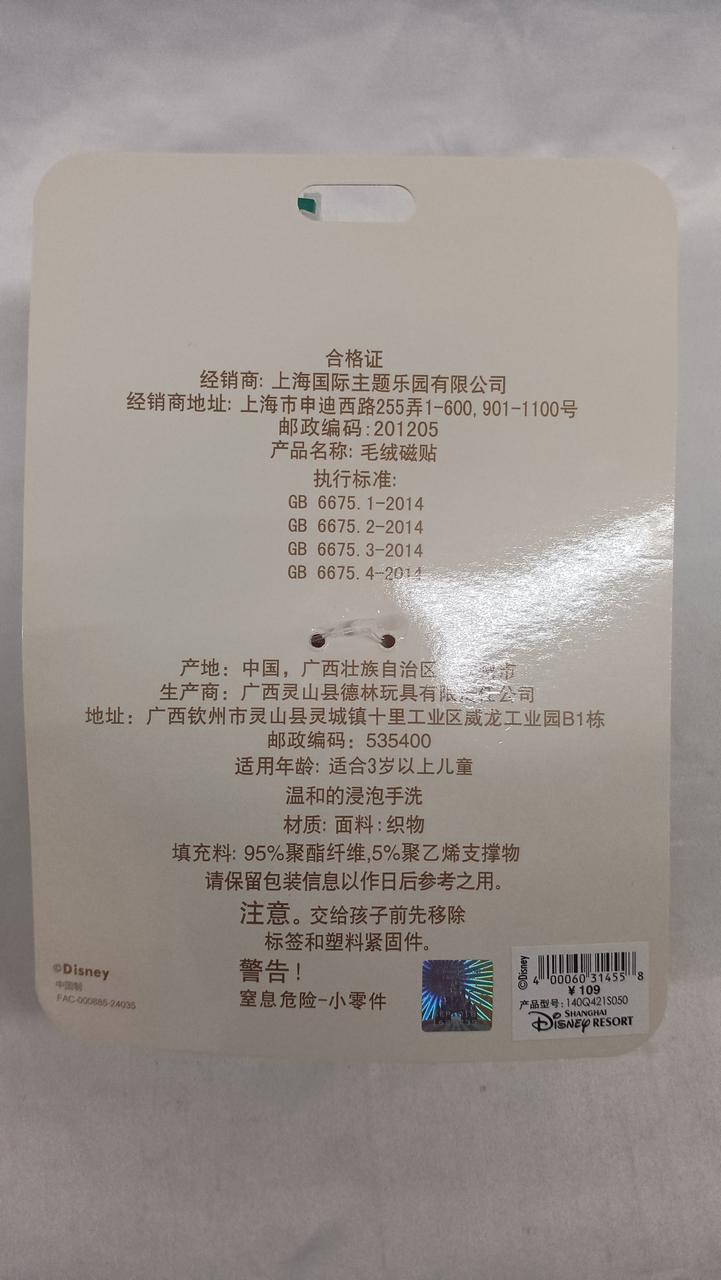 合格证
经销商: 上海国际主题乐园有限公司
经销商地址: 上海市申迪西路255弄1-600, 901-1100号
邮政编码:201205
产品名称: 毛绒磁贴
执行标准:
GB 6675.1-2014
GB 6675.2-2014
GB 6675.3-2014
GB 6675.4-2014
产地: 中国，广西壮族自治区 市
生产商: 广西灵山县德林玩具有限责任公司
地址: 广西钦州市灵山县灵城镇十里工业区威龙工业园B1栋
邮政编码: 535400
适用年龄: 适合3岁以上儿童
温和的浸泡手洗
材质: 面料:织物
填充料: 95%聚酯纤维,5%聚乙烯支撑物
请保留包装信息以作日后参考之用。
注意。交给孩子前先移除
标签和塑料紧固件。
警告!
窒息危险-小零件
©Disney
中国制
FAC-000885-24035
©Disney
4 00060 31455 8
¥ 109
产品型号: 140Q421S050
SHANGHAI
Disney RESORT